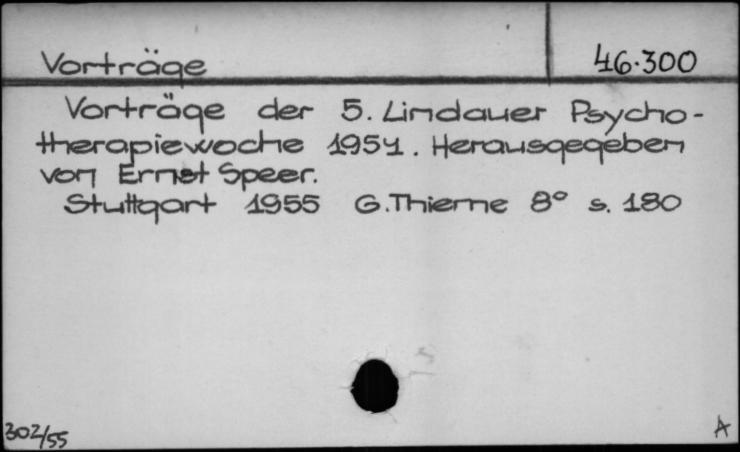 Vorträge 46.300
Vorträge der 5. Lindauer Psycho-
therapiewoche 1954. Herausgegeben
von Ernst Speer.
Stuttgart 1955 G. Thieme 8° s. 180
302/55 A